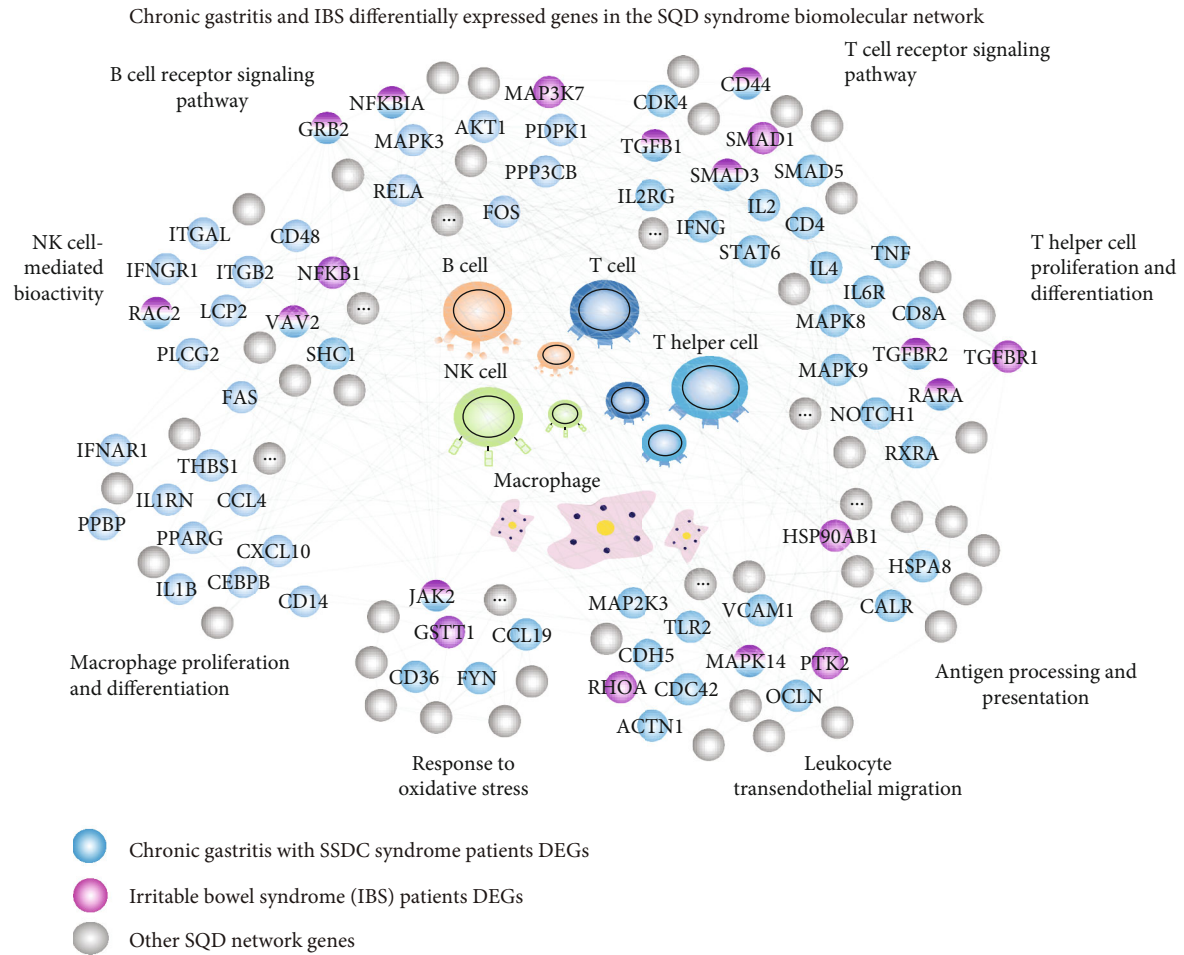 Chronic gastritis and IBS differentially expressed genes in the SQD syndrome biomolecular network
B cell receptor signaling
pathway
NFKBIA
MAP3K7
GRB2
MAPK3
AKT1
PDPK1
PPP3CB
RELA
FOS
...
T cell receptor signaling
pathway
CDK4
CD44
TGFB1
SMAD1
SMAD3
SMAD5
IL2RG
IL2
IFNG
CD4
STAT6
...
NK cell-
mediated
bioactivity
ITGAL
CD48
IFNGR1
ITGB2
NFKB1
RAC2
LCP2
VAV2
...
PLCG2
SHC1
FAS
T helper cell
proliferation and
differentiation
TNF
IL4
IL6R
MAPK8
CD8A
TGFBR2
TGFBR1
MAPK9
RARA
...
NOTCH1
RXRA
B cell
T cell
T helper cell
NK cell
Macrophage
IFNAR1
THBS1
...
IL1RN
CCL4
PPBP
PPARG
CXCL10
IL1B
CEBPB
CD14
Macrophage proliferation
and differentiation
JAK2
...
GSTT1
CCL19
CD36
FYN
Response to
oxidative stress
...
MAP2K3
VCAM1
TLR2
CDH5
MAPK14
PTK2
RHOA
CDC42
OCLN
ACTN1
Leukocyte
transendothelial migration
...
HSP90AB1
HSPA8
CALR
Antigen processing and
presentation
Chronic gastritis with SSDC syndrome patients DEGs
Irritable bowel syndrome (IBS) patients DEGs
Other SQD network genes